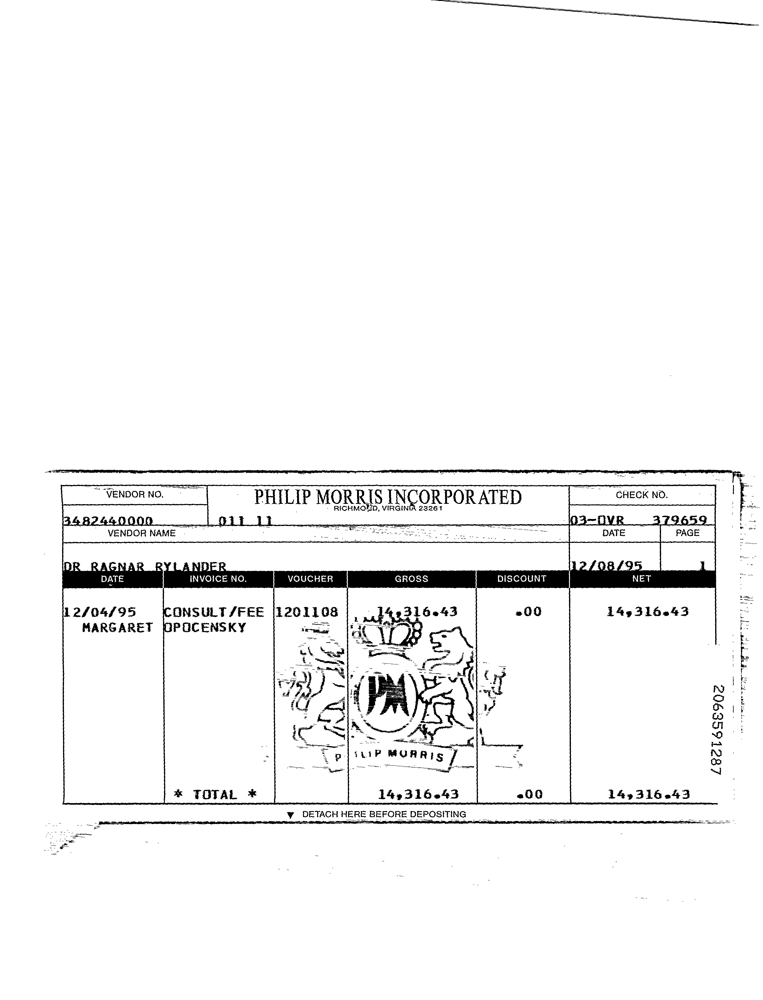 VENDOR NO. PHILIP MORRIS INCORPORATED CHECK NO.
RICHMOND, VIRGINIA 23261
3482440000 011 11 03-OVR 379659
VENDOR NAME DATE PAGE
DR RAGNAR RYLANDER 12/08/95 1
DATE INVOICE NO. VOUCHER GROSS DISCOUNT NET
12/04/95 CONSULT/FEE 1201108 14,316.43 .00 14,316.43
MARGARET OPOCENSKY
PM
PHILIP MORRIS
2063591287
* TOTAL * 14,316.43 .00 14,316.43
▼ DETACH HERE BEFORE DEPOSITING